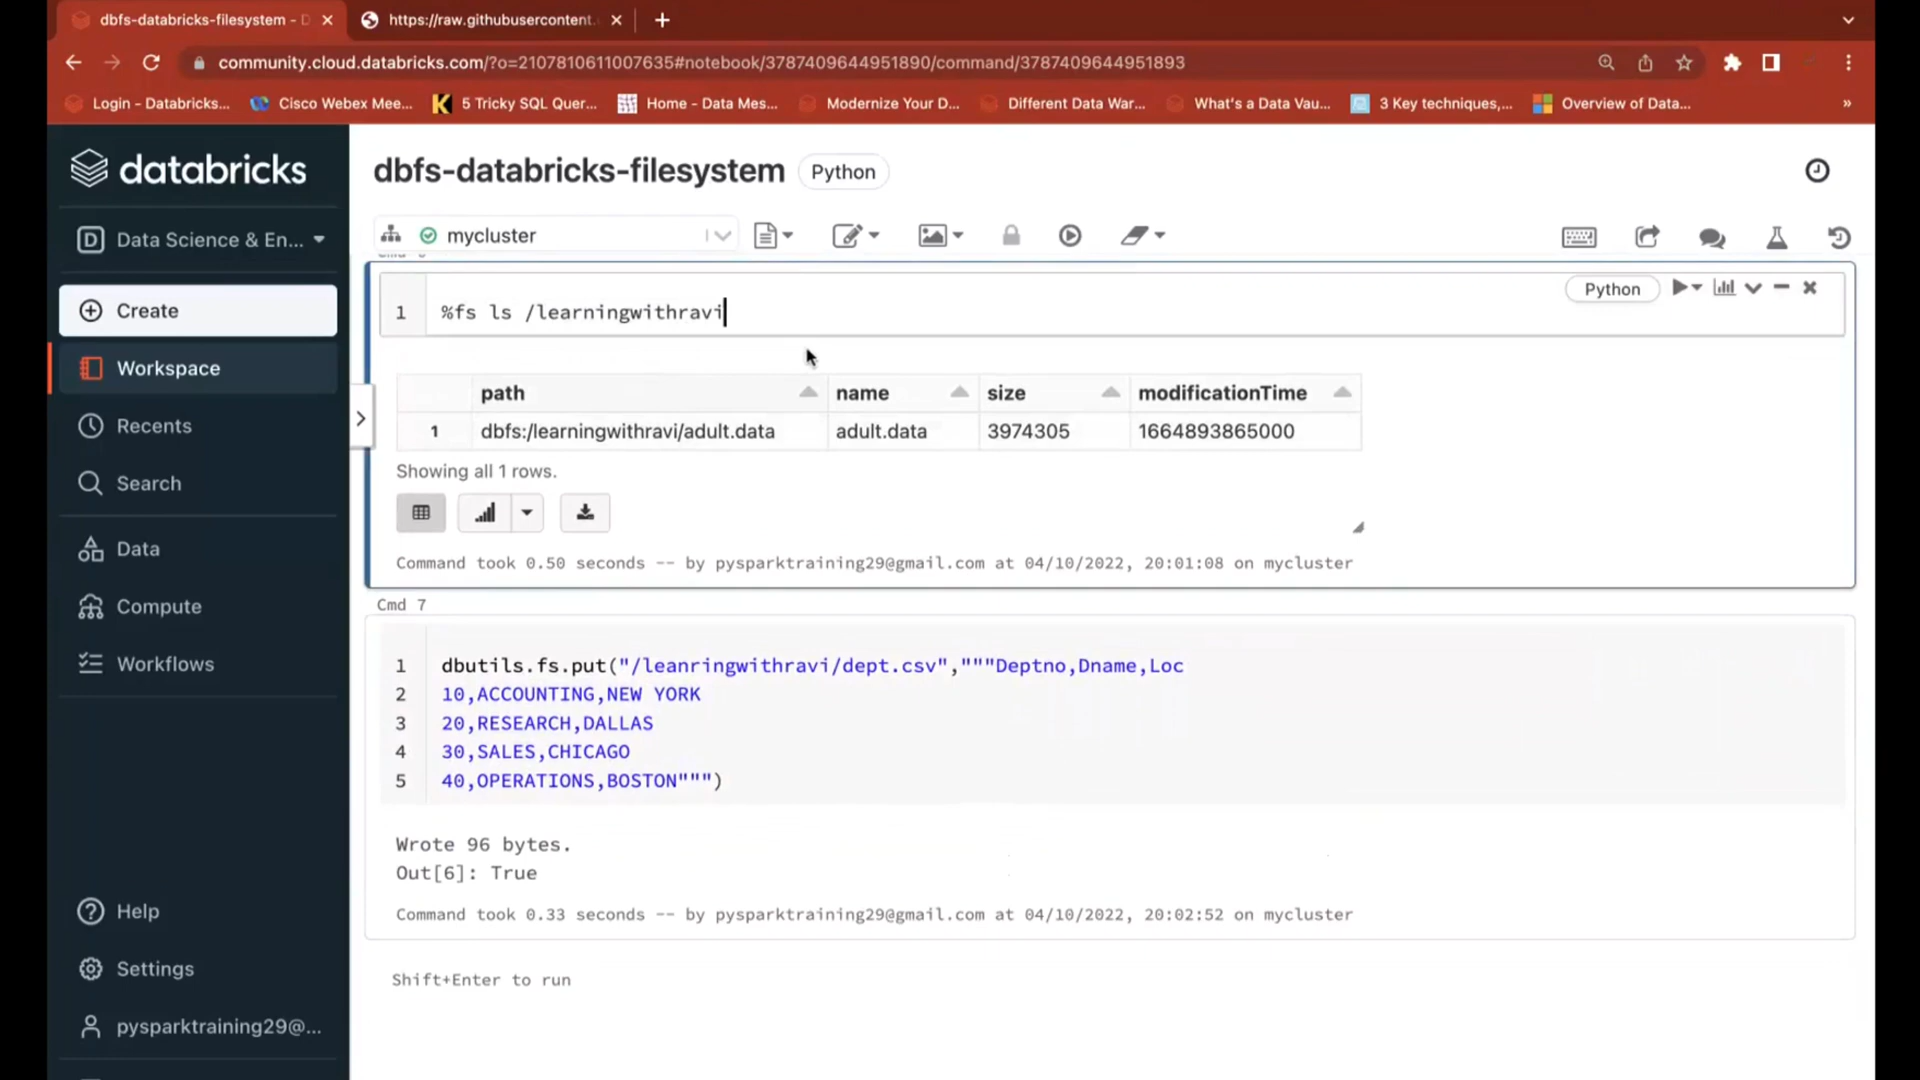 dbfs-databricks-filesystem - D
https://raw.githubusercontent.
community.cloud.databricks.com/?o=2107810611007635#notebook/3787409644951890/command/3787409644951893
Login - Databricks...
Cisco Webex Mee...
5 Tricky SQL Quer...
Home - Data Mes...
Modernize Your D...
Different Data War...
What's a Data Vau...
3 Key techniques,...
Overview of Data...
»
databricks
dbfs-databricks-filesystem
Python
D
Data Science & En...
mycluster
Create
Workspace
Recents
Search
Data
Compute
Workflows
Help
Settings
pysparktraining29@...
Python
1 %fs ls /learningwithravi
path name size modificationTime
1 dbfs:/learningwithravi/adult.data adult.data 3974305 1664893865000
Showing all 1 rows.
Command took 0.50 seconds -- by pysparktraining29@gmail.com at 04/10/2022, 20:01:08 on mycluster
Cmd 7
1 dbutils.fs.put("/leanringwithravi/dept.csv","""Deptno,Dname,Loc
2 10,ACCOUNTING,NEW YORK
3 20,RESEARCH,DALLAS
4 30,SALES,CHICAGO
5 40,OPERATIONS,BOSTON""")
Wrote 96 bytes.
Out[6]: True
Command took 0.33 seconds -- by pysparktraining29@gmail.com at 04/10/2022, 20:02:52 on mycluster
Shift+Enter to run